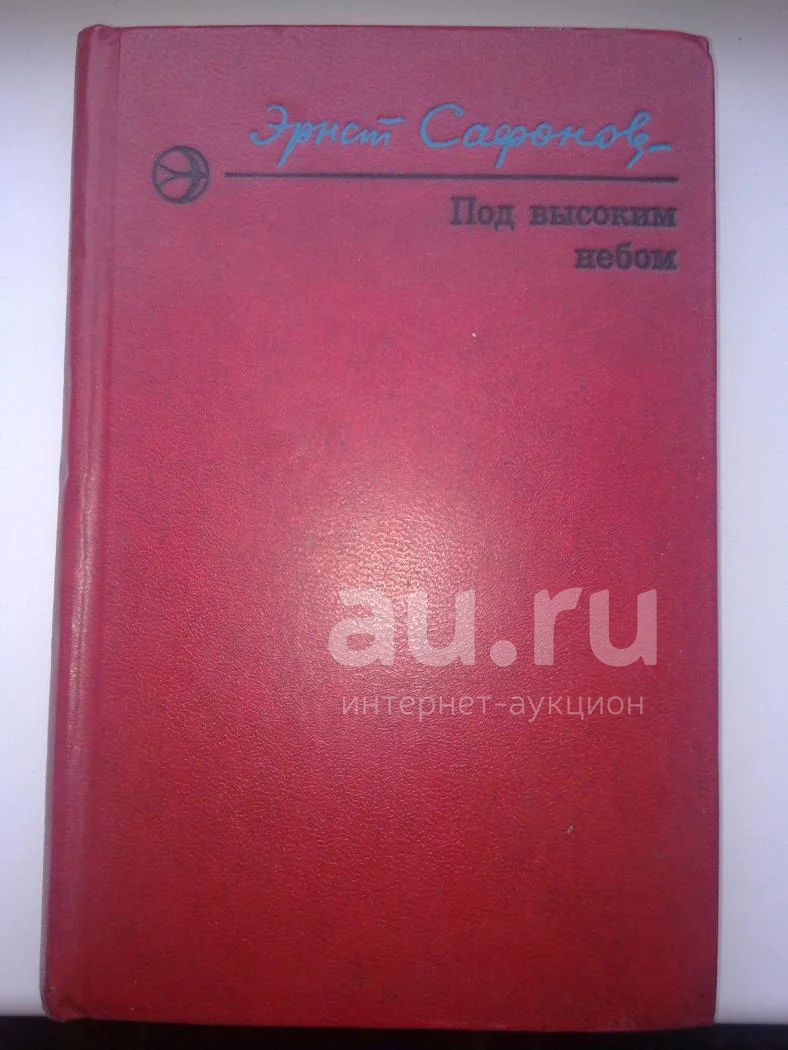 Эрнст Сафонов
Под высоким
небом
au.ru
интернет-аукцион